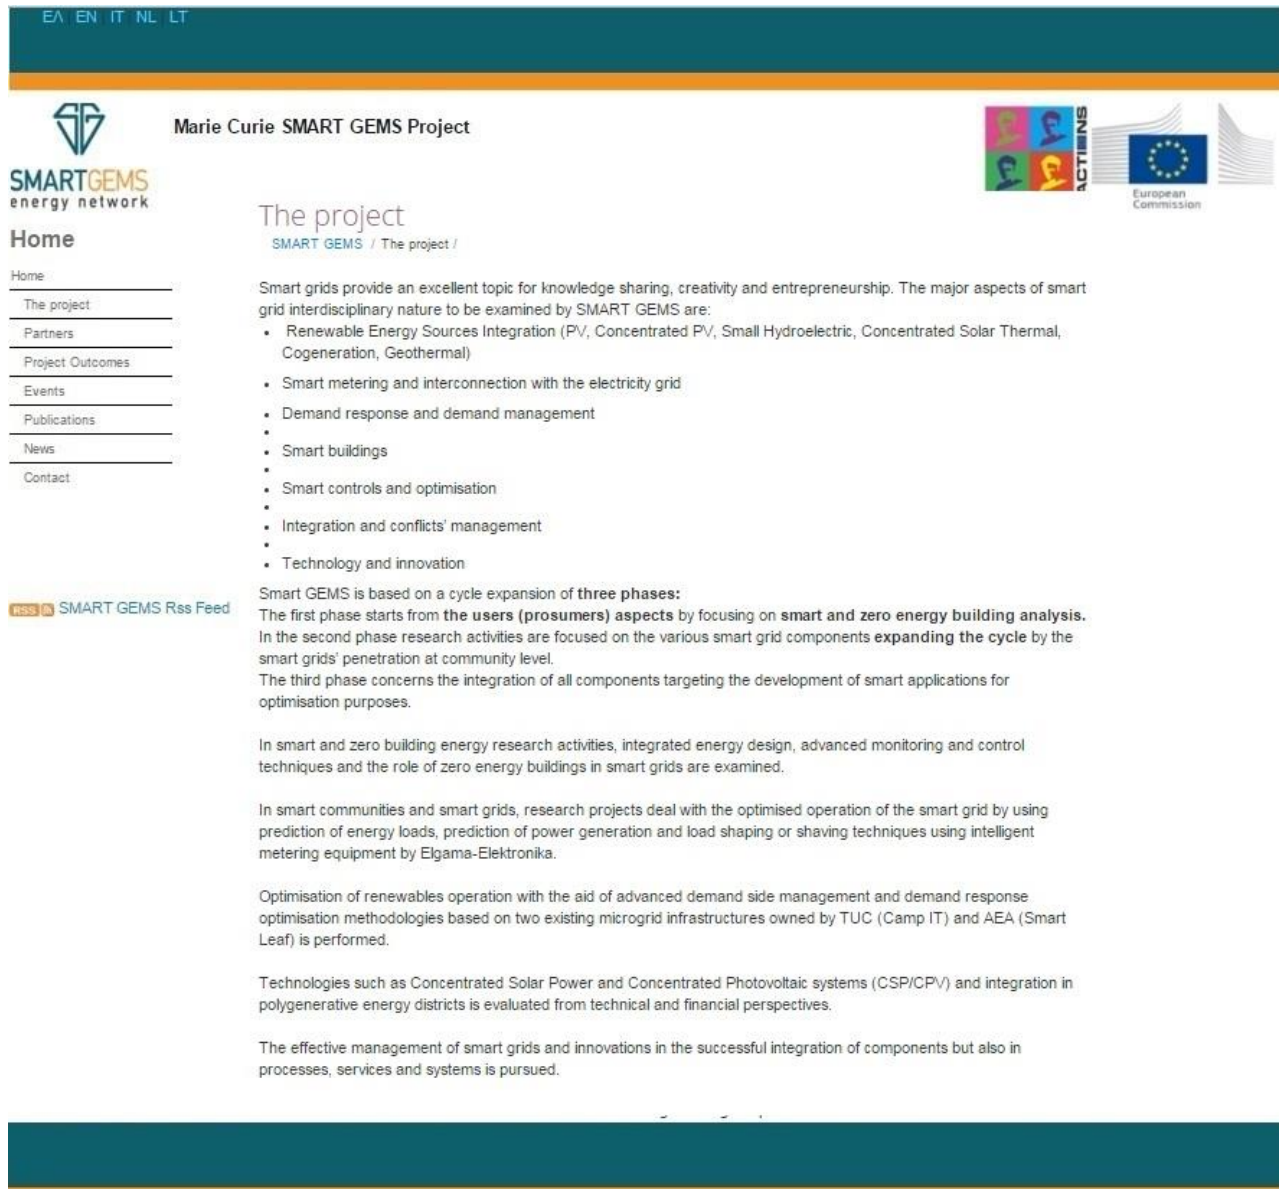 ΕΛ EN IT NL LT
Marie Curie SMART GEMS Project
ACTIONS
SMARTGEMS
energy network
European
Commission
Home
Home
The project
Partners
Project Outcomes
Events
Publications
News
Contact
RSS SMART GEMS Rss Feed
The project
SMART GEMS / The project /
Smart grids provide an excellent topic for knowledge sharing, creativity and entrepreneurship. The major aspects of smart
grid interdisciplinary nature to be examined by SMART GEMS are:
• Renewable Energy Sources Integration (PV, Concentrated PV, Small Hydroelectric, Concentrated Solar Thermal,
Cogeneration, Geothermal)
• Smart metering and interconnection with the electricity grid
• Demand response and demand management
•
• Smart buildings
•
• Smart controls and optimisation
•
• Integration and conflicts' management
•
• Technology and innovation
Smart GEMS is based on a cycle expansion of three phases:
The first phase starts from the users (prosumers) aspects by focusing on smart and zero energy building analysis.
In the second phase research activities are focused on the various smart grid components expanding the cycle by the
smart grids' penetration at community level.
The third phase concerns the integration of all components targeting the development of smart applications for
optimisation purposes.
In smart and zero building energy research activities, integrated energy design, advanced monitoring and control
techniques and the role of zero energy buildings in smart grids are examined.
In smart communities and smart grids, research projects deal with the optimised operation of the smart grid by using
prediction of energy loads, prediction of power generation and load shaping or shaving techniques using intelligent
metering equipment by Elgama-Elektronika.
Optimisation of renewables operation with the aid of advanced demand side management and demand response
optimisation methodologies based on two existing microgrid infrastructures owned by TUC (Camp IT) and AEA (Smart
Leaf) is performed.
Technologies such as Concentrated Solar Power and Concentrated Photovoltaic systems (CSP/CPV) and integration in
polygenerative energy districts is evaluated from technical and financial perspectives.
The effective management of smart grids and innovations in the successful integration of components but also in
processes, services and systems is pursued.